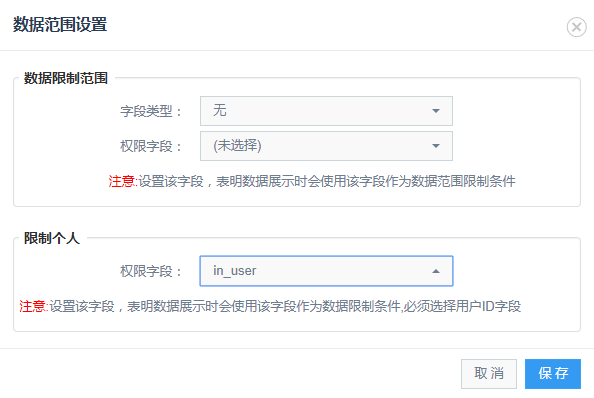 数据范围设置
数据限制范围
字段类型： 无
权限字段： (未选择)
注意:设置该字段，表明数据展示时会使用该字段作为数据范围限制条件
限制个人
权限字段： in_user
注意:设置该字段，表明数据展示时会使用该字段作为数据限制条件,必须选择用户ID字段
取 消 保 存